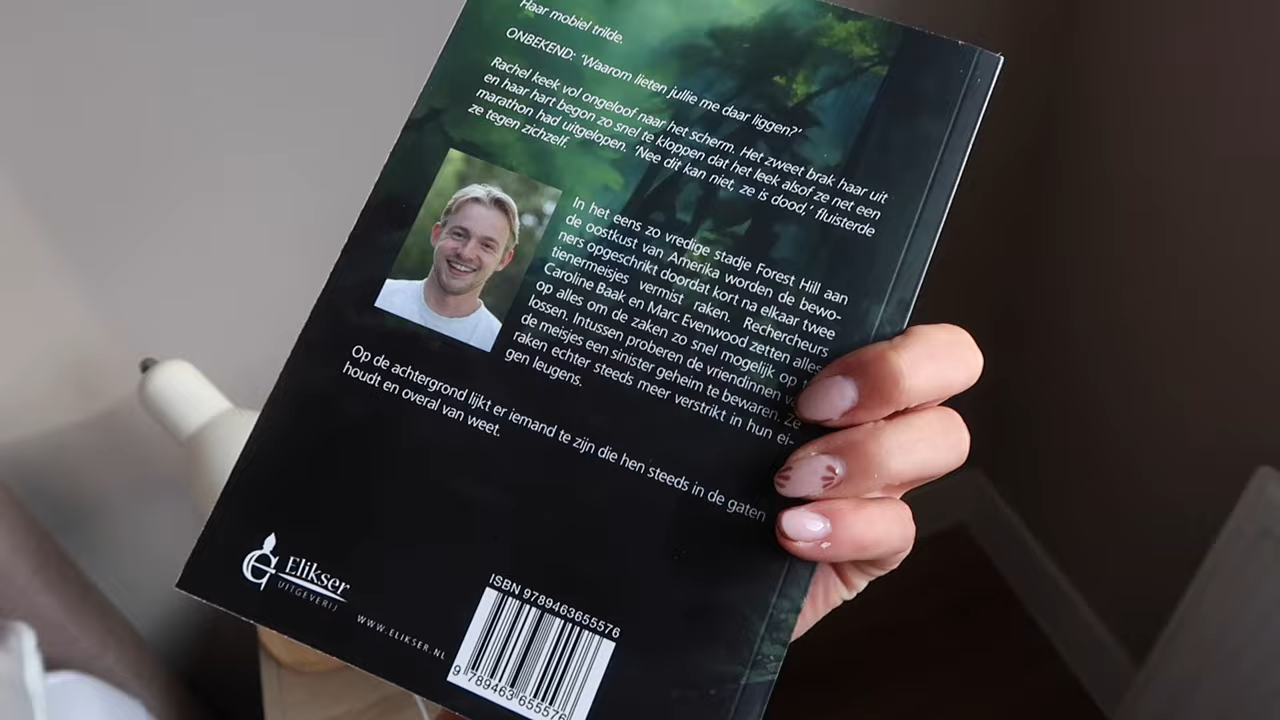 Haar mobiel trilde.
ONBEKEND: 'Waarom lieten jullie me daar liggen?'
Rachel keek vol ongeloof naar het scherm. Het zweet brak haar uit
en haar hart begon zo snel te kloppen dat het leek alsof ze net een
marathon had uitgelopen. 'Nee dit kan niet, ze is dood,' fluisterde
ze tegen zichzelf.
In het eens zo vredige stadje Forest Hill aan
de oostkust van Amerika worden de bewo-
ners opgeschrikt doordat kort na elkaar twee
tienermeisjes vermist raken. Rechercheurs
Caroline Baak en Marc Evenwood zetten alles
op alles om de zaken zo snel mogelijk op
lossen. Intussen proberen de vriendinnen
de meisjes een sinister geheim te bewaren. Ze
raken echter steeds meer verstrikt in hun ei-
gen leugens.
Op de achtergrond lijkt er iemand te zijn die hen steeds in de gaten
houdt en overal van weet.
Elikser
UITGEVERIJ
WWW.ELIKSER.NL
ISBN 9789463655576
9 789463 655576